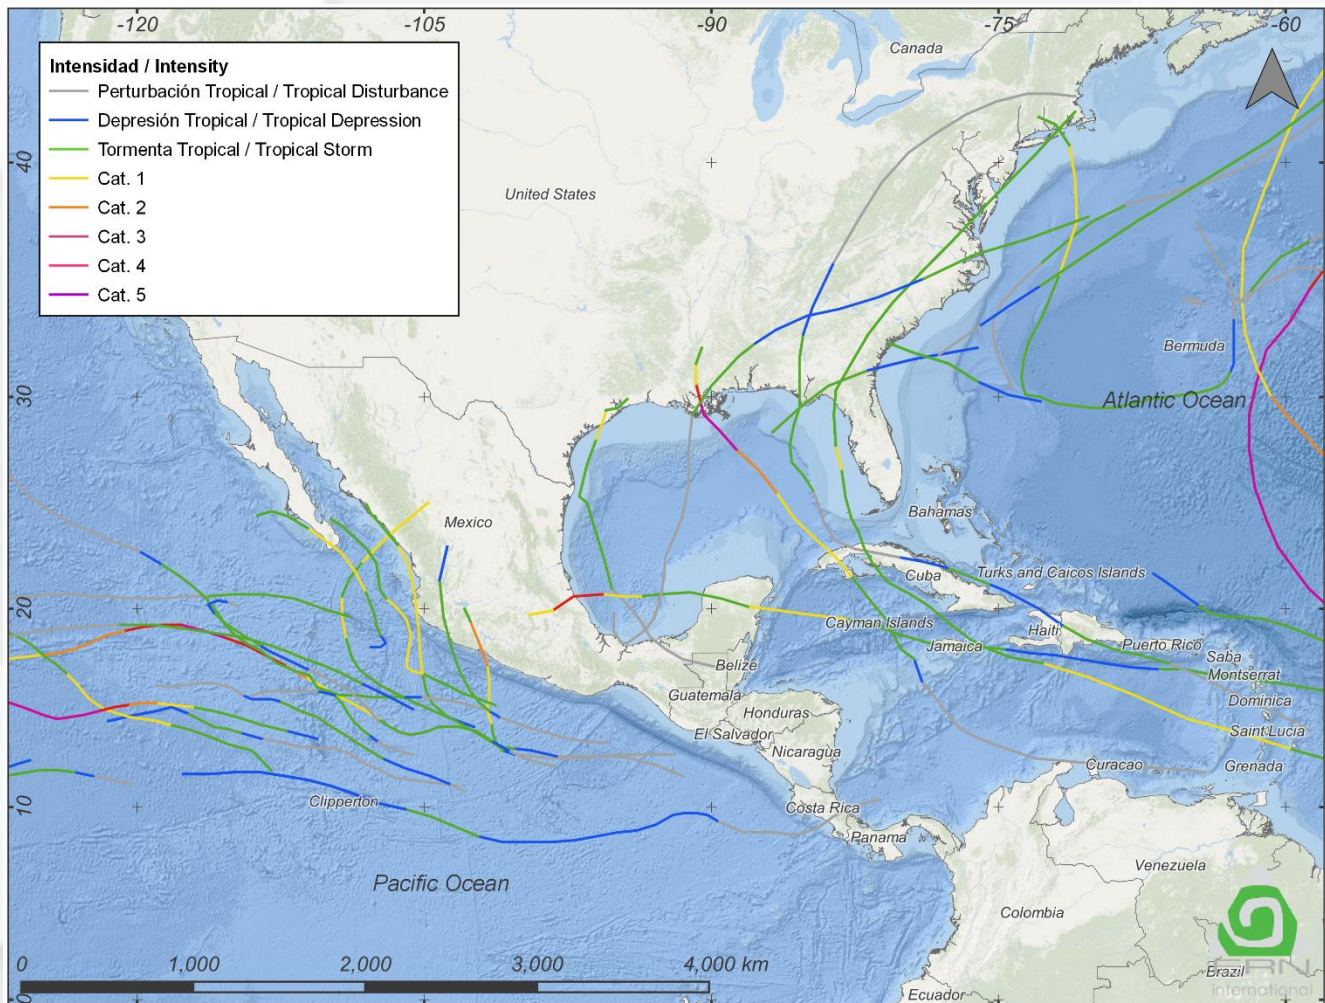 -120 -105 -90 -75 -60
Intensidad / Intensity
Perturbación Tropical / Tropical Disturbance
Depresión Tropical / Tropical Depression
Tormenta Tropical / Tropical Storm
Cat. 1
Cat. 2
Cat. 3
Cat. 4
Cat. 5
Canada
40
United States
Bermuda
30
Atlantic Ocean
Mexico
Bahamas
Cuba
Turks and Caicos Islands
20
Cayman Islands
Haiti
Jamaica
Puerto Rico
Saba
Belize
Montserrat
Guatemala
Dominica
Honduras
El Salvador
Saint Lucia
Nicaragua
Curacao
Grenada
10
Clipperton
Costa Rica
Panama
Venezuela
Pacific Ocean
Colombia
0 1,000 2,000 3,000 4,000 km
Brazil
ERN
international
Ecuador
0